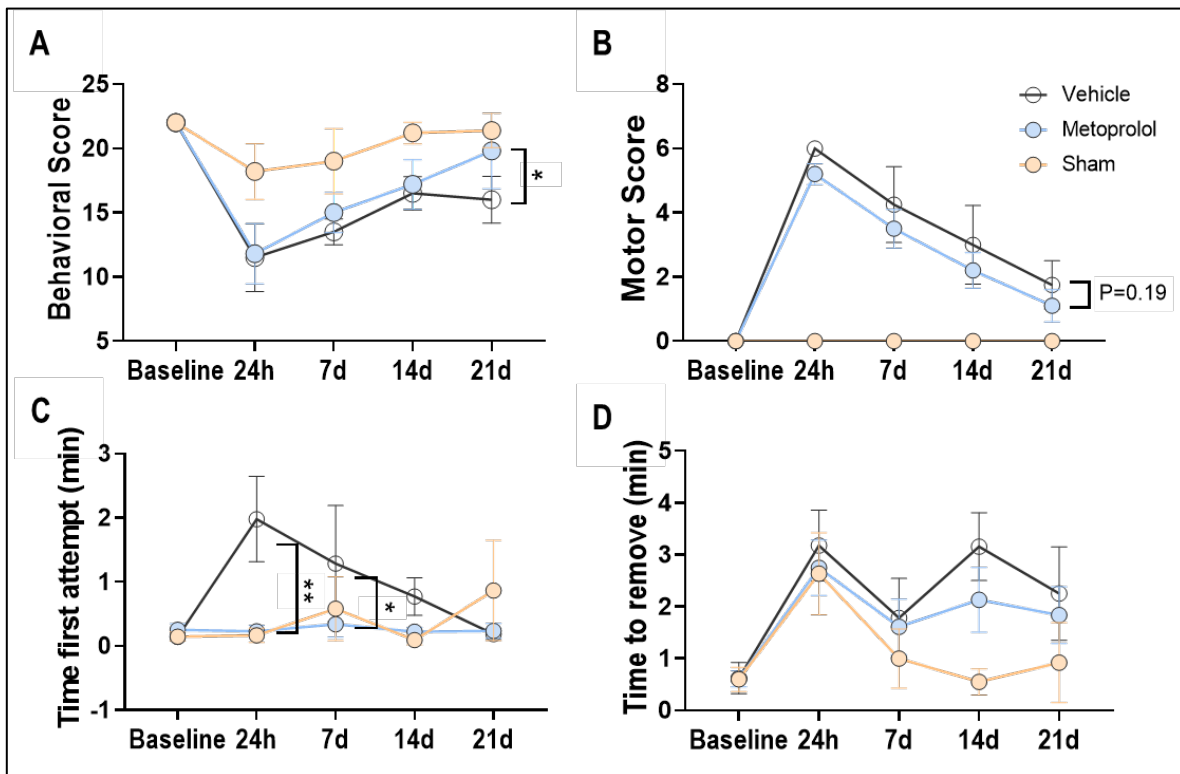 A
Behavioral Score
25
20
15
10
5
*
Baseline 24h 7d 14d 21d
B
Motor Score
8
6
4
2
0
Vehicle
Metoprolol
Sham
P=0.19
Baseline 24h 7d 14d 21d
C
Time first attempt (min)
3
2
1
0
-1
**
*
Baseline 24h 7d 14d 21d
D
Time to remove (min)
5
4
3
2
1
0
Baseline 24h 7d 14d 21d